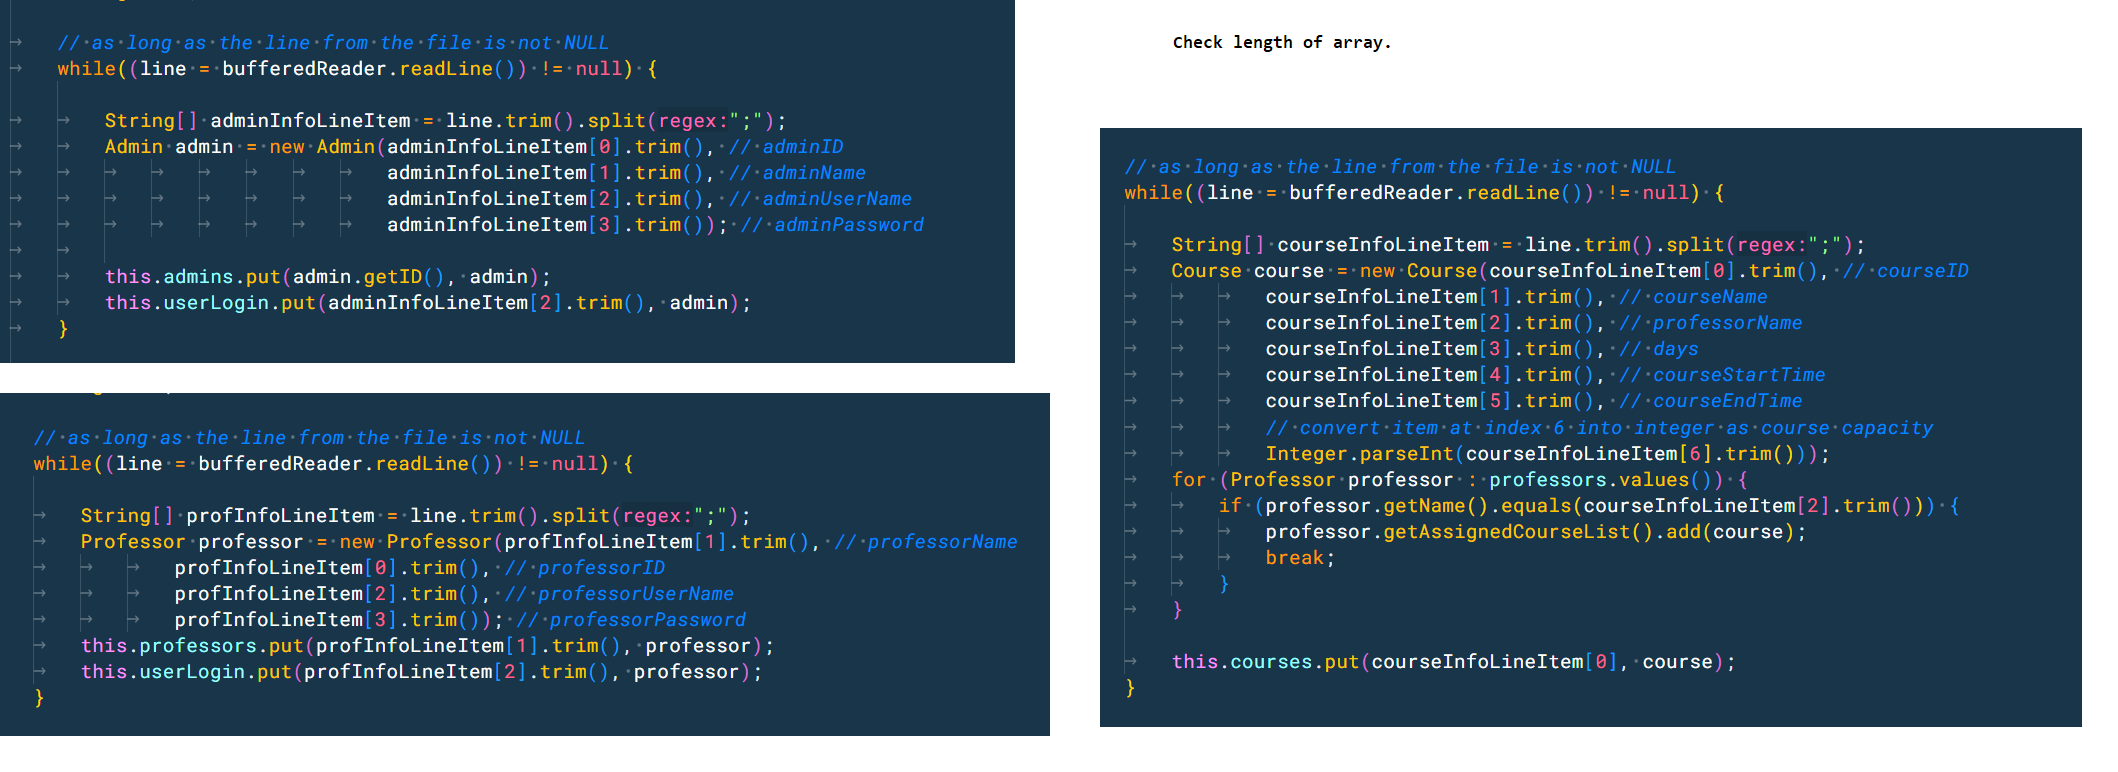 // as long as the line from the file is not NULL
while((line = bufferedReader.readLine()) != null) {
String[] adminInfoLineItem = line.trim().split(regex:";");
Admin admin = new Admin(adminInfoLineItem[0].trim(), // adminID
adminInfoLineItem[1].trim(), // adminName
adminInfoLineItem[2].trim(), // adminUserName
adminInfoLineItem[3].trim()); // adminPassword
this.admins.put(admin.getID(), admin);
this.userLogin.put(adminInfoLineItem[2].trim(), admin);
}
// as long as the line from the file is not NULL
while((line = bufferedReader.readLine()) != null) {
String[] profInfoLineItem = line.trim().split(regex:";");
Professor professor = new Professor(profInfoLineItem[1].trim(), // professorName
profInfoLineItem[0].trim(), // professorID
profInfoLineItem[2].trim(), // professorUserName
profInfoLineItem[3].trim()); // professorPassword
this.professors.put(profInfoLineItem[1].trim(), professor);
this.userLogin.put(profInfoLineItem[2].trim(), professor);
}
Check length of array.
// as long as the line from the file is not NULL
while((line = bufferedReader.readLine()) != null) {
String[] courseInfoLineItem = line.trim().split(regex:";");
Course course = new Course(courseInfoLineItem[0].trim(), // courseID
courseInfoLineItem[1].trim(), // courseName
courseInfoLineItem[2].trim(), // professorName
courseInfoLineItem[3].trim(), // days
courseInfoLineItem[4].trim(), // courseStartTime
courseInfoLineItem[5].trim(), // courseEndTime
// convert item at index 6 into integer as course capacity
Integer.parseInt(courseInfoLineItem[6].trim()));
for (Professor professor : professors.values()) {
if (professor.getName().equals(courseInfoLineItem[2].trim())) {
professor.getAssignedCourseList().add(course);
break;
}
}
this.courses.put(courseInfoLineItem[0], course);
}